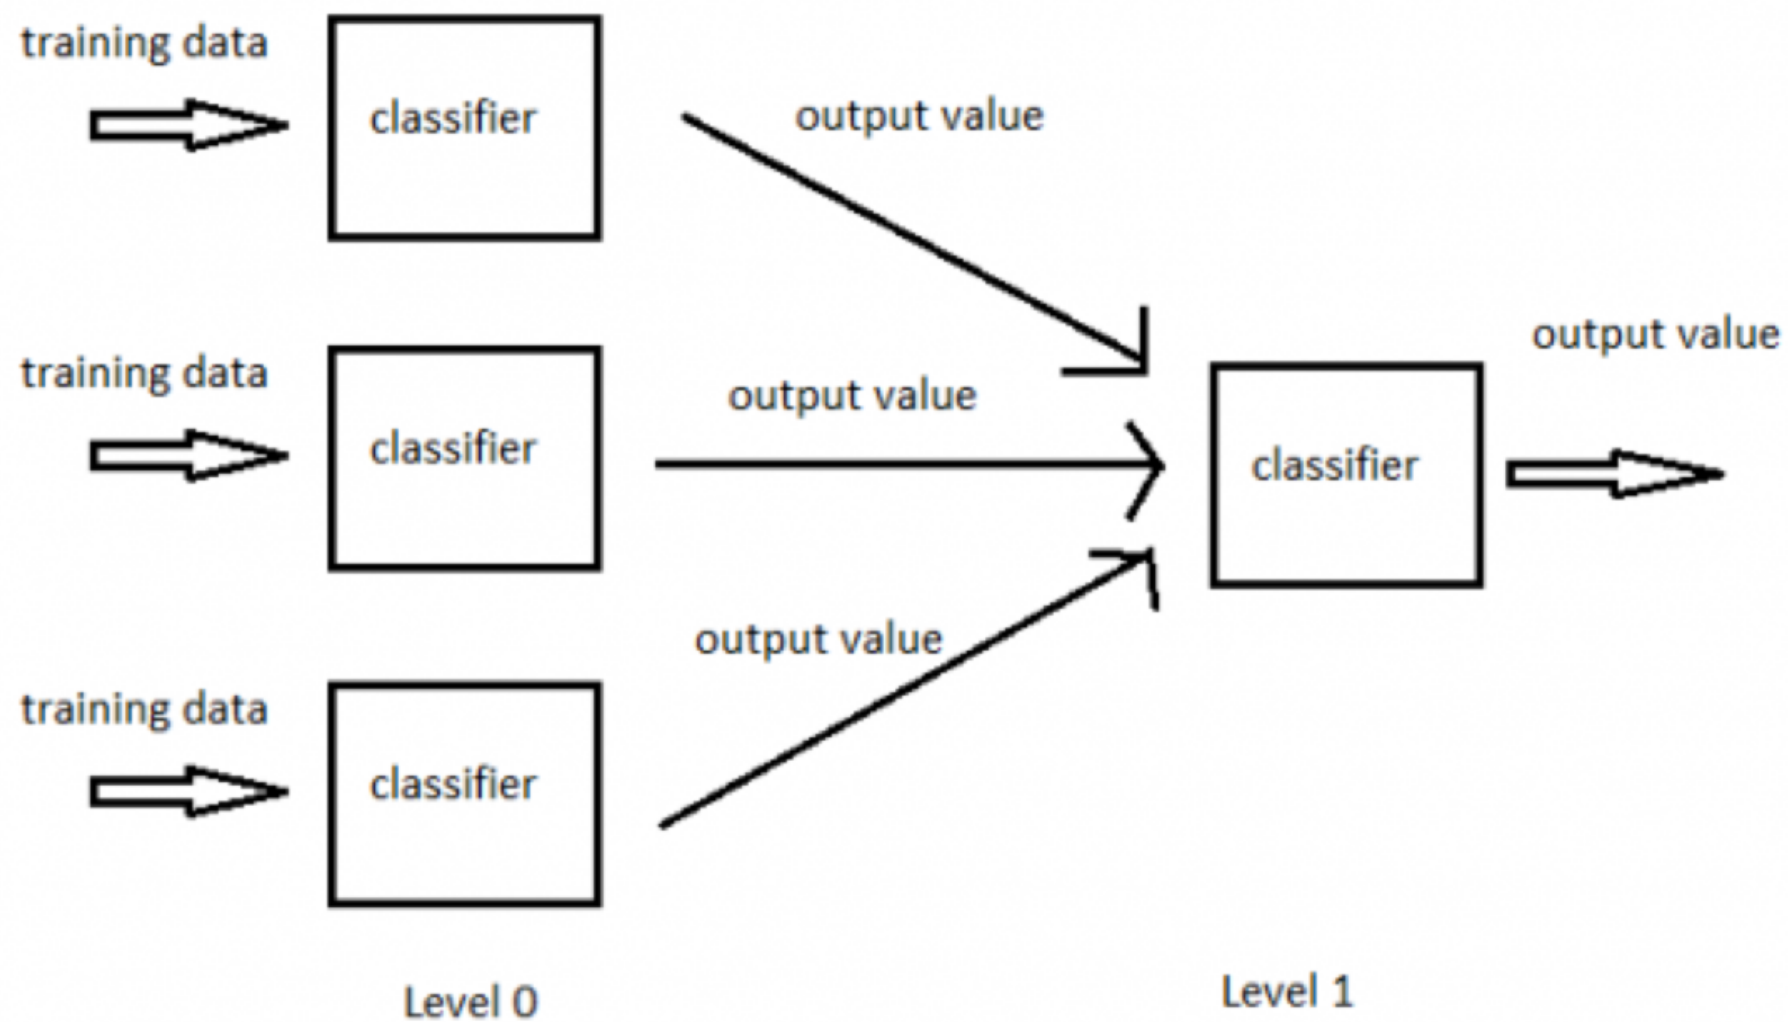 training data
classifier
output value
training data
classifier
output value
classifier
output value
training data
classifier
output value
Level 0
Level 1